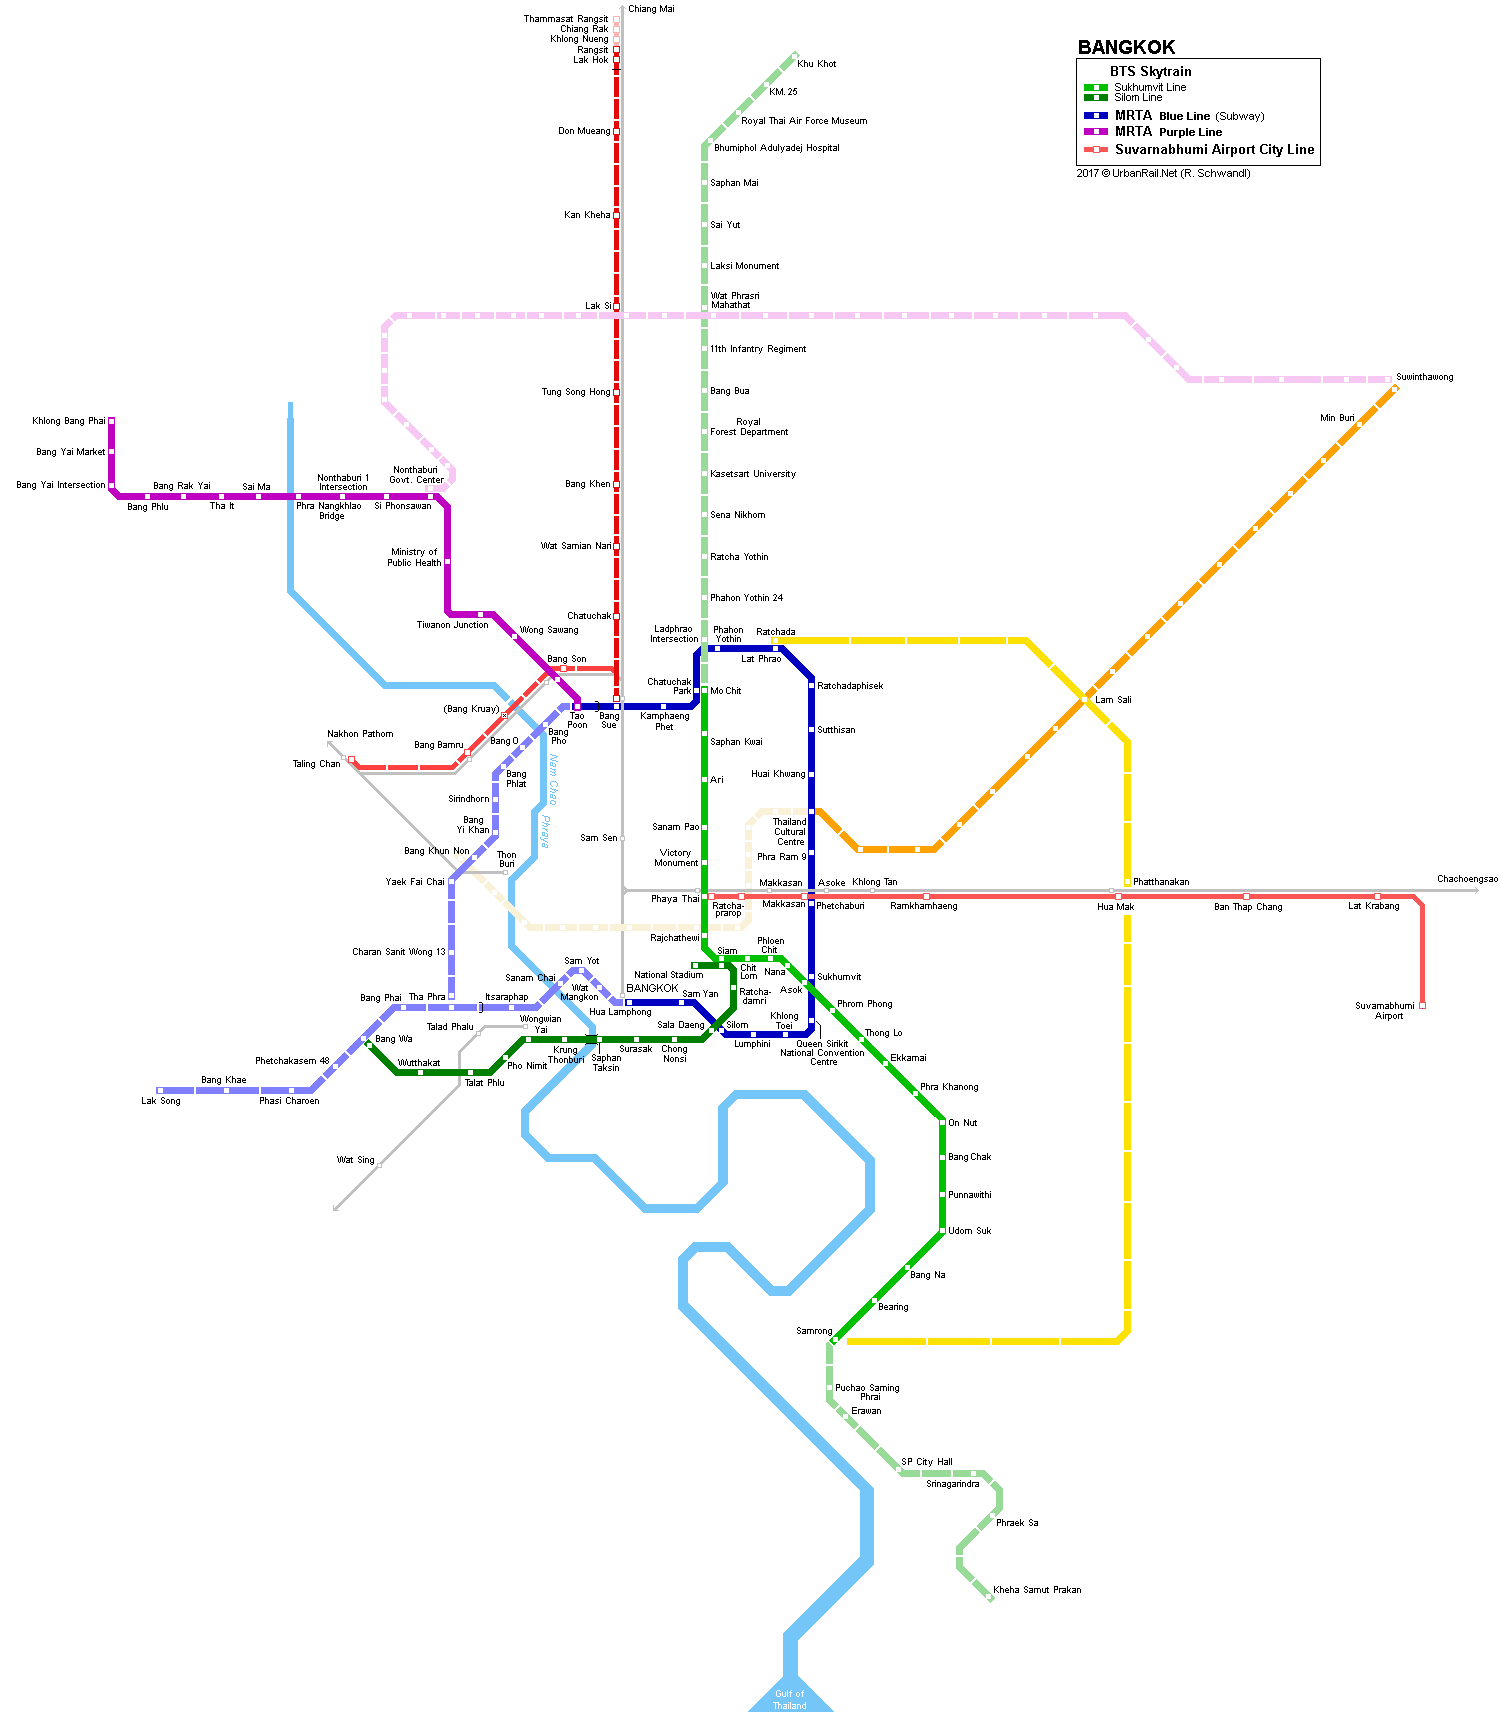 Chiang Mai
Thammasat Rangsit
Chiang Rak
Khlong Nueng
Rangsit
Lak Hok
Don Mueang
Kan Kheha
Lak Si
Tung Song Hong
Bang Khen
Wat Samian Nari
Chatuchak
BANGKOK
BTS Skytrain
Sukhumvit Line
Silom Line
MRTA Blue Line (Subway)
MRTA Purple Line
Suvarnabhumi Airport City Line
2017 © UrbanRail.Net (R. Schwandl)
Khu Khot
KM. 25
Royal Thai Air Force Museum
Bhumiphol Adulyadej Hospital
Saphan Mai
Sai Yut
Laksi Monument
Wat Phrasri
Mahathat
11th Infantry Regiment
Bang Bua
Royal
Forest Department
Kasetsart University
Sena Nikhom
Ratcha Yothin
Phahon Yothin 24
Suwinthawong
Min Buri
Lam Sali
Khlong Bang Phai
Bang Yai Market
Bang Yai Intersection
Bang Phlu
Bang Rak Yai
Tha It
Sai Ma
Phra Nangkhlao
Bridge
Nonthaburi 1
Intersection
Si Phonsawan
Nonthaburi
Govt. Center
Ministry of
Public Health
Tiwanon Junction
Wong Sawang
Bang Son
(Bang Kruay)
Bang Bamru
Nakhon Pathom
Taling Chan
Tao
Poon
Bang
Sue
Kamphaeng
Phet
Chatuchak
Park
Mo Chit
Ladphrao
Intersection
Phahon
Yothin
Ratchada
Lat Phrao
Ratchadaphisek
Sutthisan
Huai Khwang
Thailand
Cultural
Centre
Phra Ram 9
Saphan Kwai
Ari
Sanam Pao
Victory
Monument
Phaya Thai
Ratcha-
prarop
Makkasan
Makkasan
Asoke
Khlong Tan
Phetchaburi
Ramkhamhaeng
Phatthanakan
Hua Mak
Ban Thap Chang
Lat Krabang
Chachoengsao
Suvarnabhumi
Airport
Bang
Pho
Bang O
Bang
Phlat
Sirindhorn
Bang
Yi Khan
Bang Khun Non
Thon
Buri
Yaek Fai Chai
Charan Sanit Wong 13
Nam Chao Phraya
Sam Sen
Rajchathewi
Siam
National Stadium
Chit
Lom
Phloen
Chit
Nana
Asok
Sukhumvit
Ratcha-
damri
BANGKOK
Hua Lamphong
Sam Yan
Sala Daeng
Silom
Lumphini
Khlong
Toei
Queen Sirikit
National Convention
Centre
Sam Yot
Sanam Chai
Wat
Mangkon
Itsaraphap
Tha Phra
Bang Phai
Talad Phalu
Wongwian
Yai
Bang Wa
Phetchakasem 48
Bang Khae
Phasi Charoen
Lak Song
Wutthakat
Talat Phlu
Pho Nimit
Krung
Thonburi
Saphan
Taksin
Surasak
Chong
Nonsi
Wat Sing
Phrom Phong
Thong Lo
Ekkamai
Phra Khanong
On Nut
Bang Chak
Punnawithi
Udom Suk
Bang Na
Bearing
Samrong
Puchao Saming
Phrai
Erawan
SP City Hall
Srinagarindra
Phraek Sa
Kheha Samut Prakan
Gulf of
Thailand